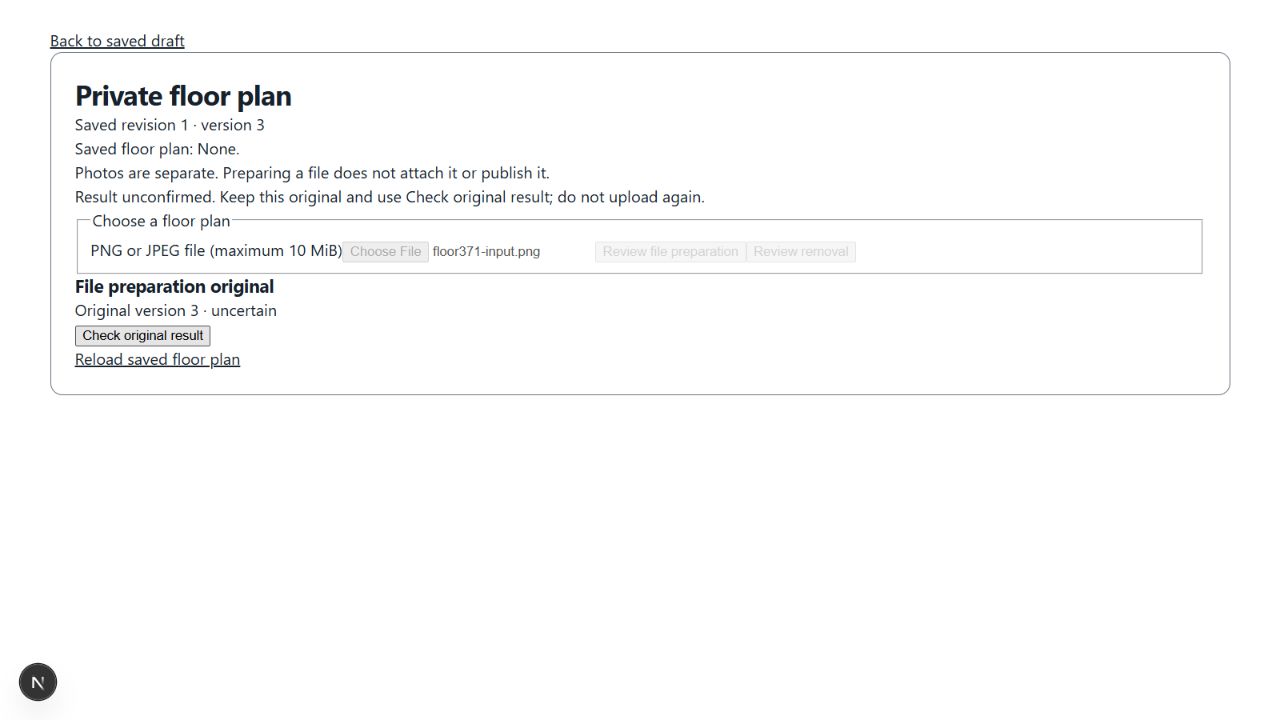 Back to saved draft
Private floor plan
Saved revision 1 · version 3
Saved floor plan: None.
Photos are separate. Preparing a file does not attach it or publish it.
Result unconfirmed. Keep this original and use Check original result; do not upload again.
Choose a floor plan
PNG or JPEG file (maximum 10 MiB) Choose File floor371-input.png Review file preparation Review removal
File preparation original
Original version 3 · uncertain
Check original result
Reload saved floor plan
N